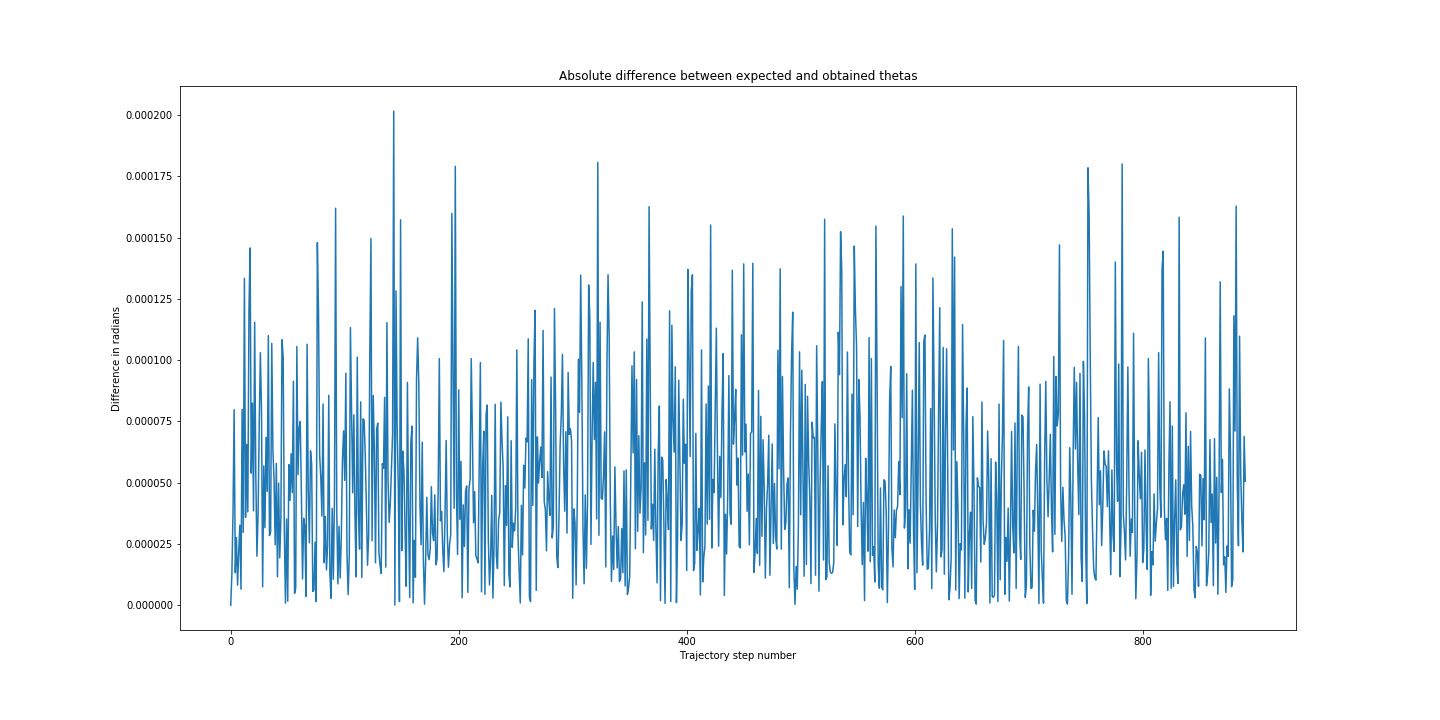 Absolute difference between expected and obtained thetas
0.000200
0.000175
0.000150
0.000125
0.000100
0.000075
0.000050
0.000025
0.000000
Difference in radians
0 200 400 600 800
Trajectory step number